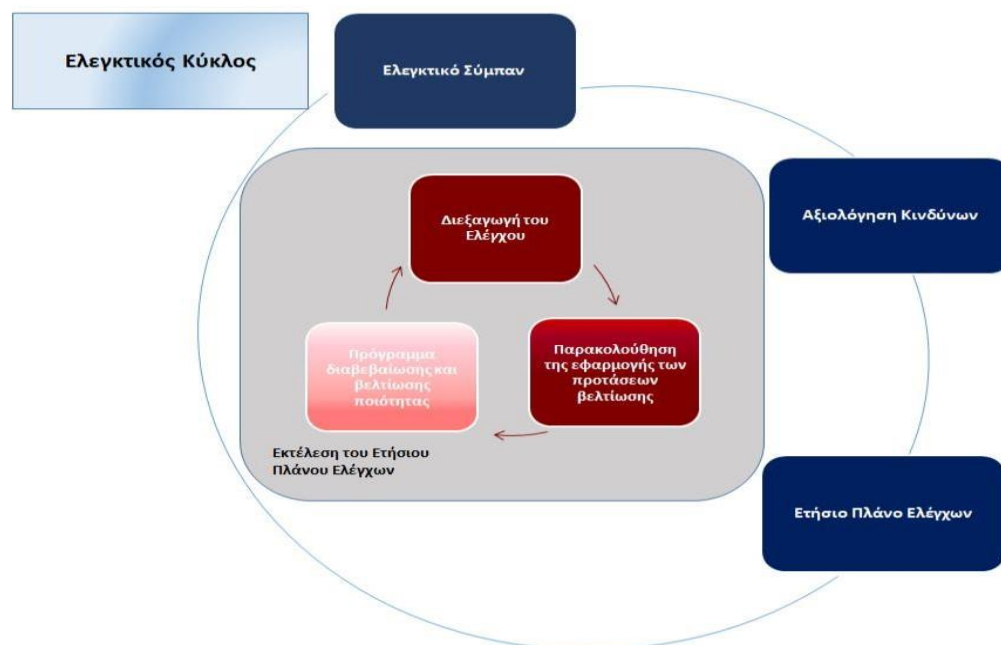 Ελεγκτικός Κύκλος
Ελεγκτικό Σύμπαν
Αξιολόγηση Κινδύνων
Ετήσιο Πλάνο Ελέγχων
Διεξαγωγή του
Ελέγχου
Παρακολούθηση
της εφαρμογής των
προτάσεων
βελτίωσης
Πρόγραμμα
διαβεβαίωσης και
βελτίωσης
ποιότητας
Εκτέλεση του Ετήσιου
Πλάνου Ελέγχων